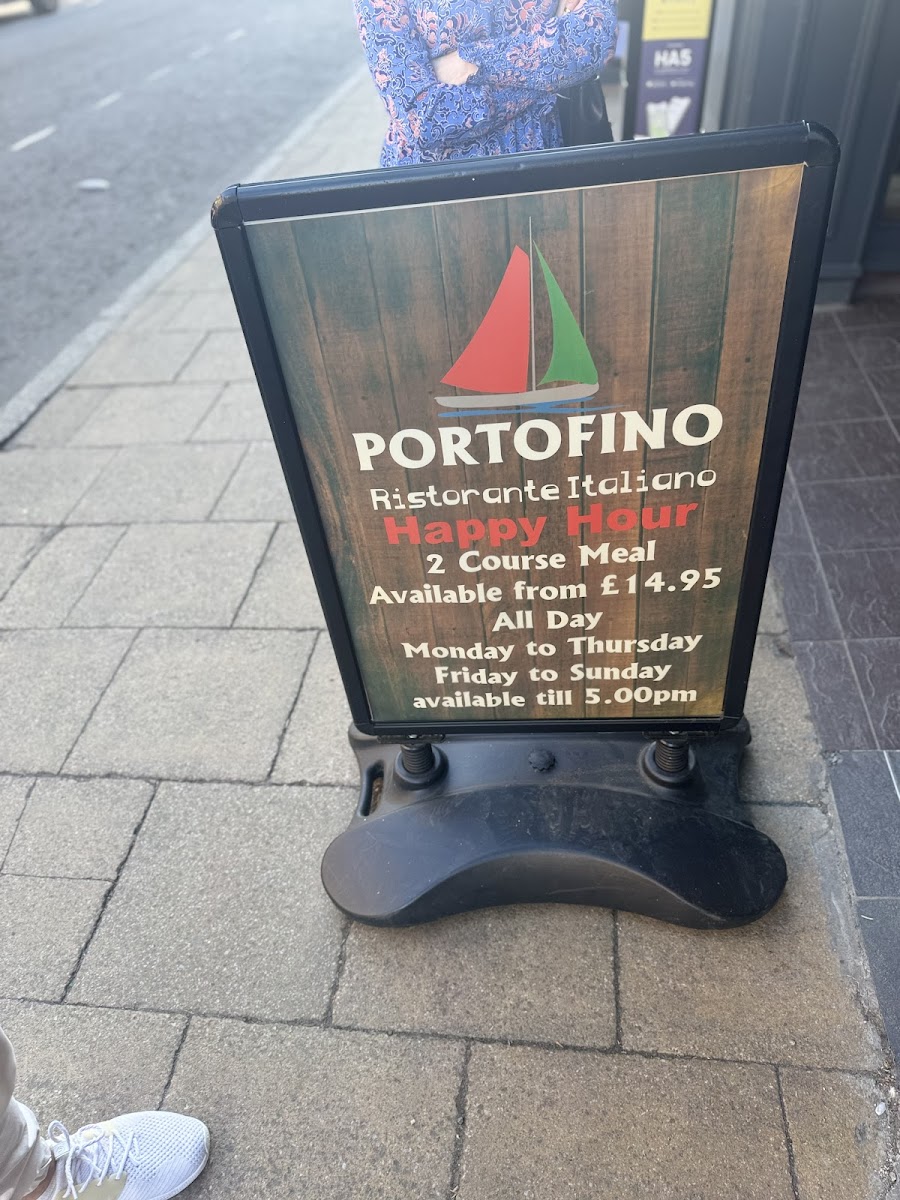 HA5
PORTOFINO
Ristorante Italiano
Happy Hour
2 Course Meal
Available from £14.95
All Day
Monday to Thursday
Friday to Sunday
available till 5.00pm